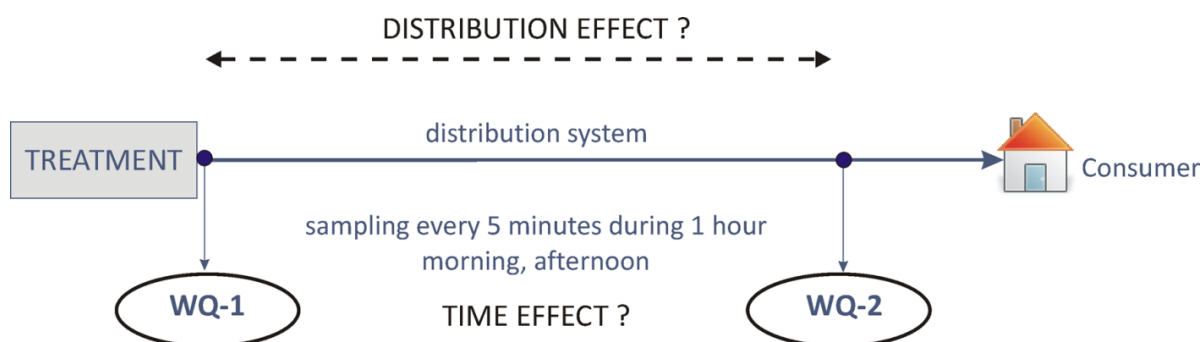 DISTRIBUTION EFFECT ?
distribution system
TREATMENT
Consumer
sampling every 5 minutes during 1 hour
morning, afternoon
WQ-1
TIME EFFECT ?
WQ-2